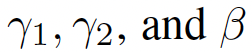 γ₁, γ₂, and β